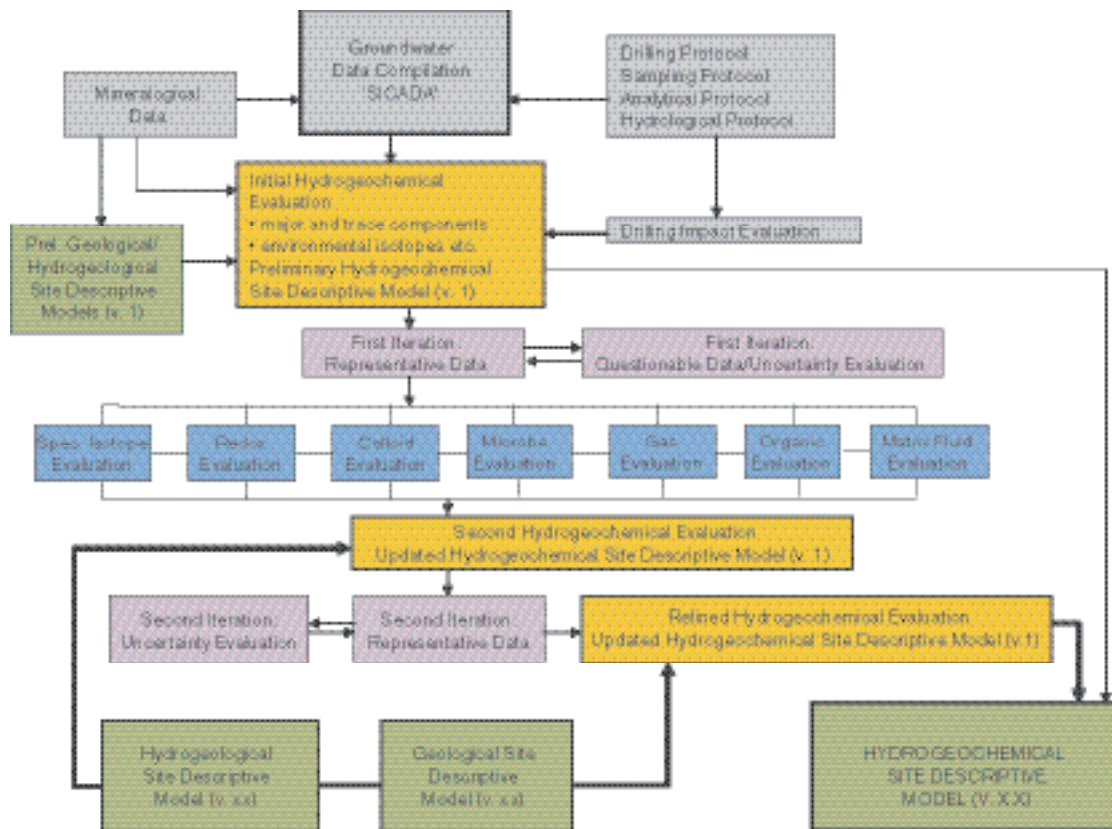 Groundwater
Data Compilation
'SICADA'
Drilling Protocol
Sampling Protocol
Analytical Protocol
Hydrological Protocol
Mineralogical
Data
Initial Hydrogeochemical
Evaluation
• major and trace components
• environmental isotopes etc.
Preliminary Hydrogeochemical
Site Descriptive Model (v. 1)
Drilling Impact Evaluation
Prel. Geological/
Hydrogeological
Site Descriptive
Models (v. 1)
First Iteration:
Representative Data
First Iteration:
Questionable Data/Uncertainty Evaluation
Spec. Isotope
Evaluation
Redox
Evaluation
Colloid
Evaluation
Microbe
Evaluation
Gas
Evaluation
Organic
Evaluation
Matrix Fluid
Evaluation
Second Hydrogeochemical Evaluation
Updated Hydrogeochemical Site Descriptive Model (v. 1)
Second Iteration:
Uncertainty Evaluation
Second Iteration:
Representative Data
Refined Hydrogeochemical Evaluation
Updated Hydrogeochemical Site Descriptive Model (v.1)
Hydrogeological
Site Descriptive
Model (v. x.x)
Geological Site
Descriptive
Model (v. x.x)
HYDROGEOCHEMICAL
SITE DESCRIPTIVE
MODEL (V. X.X)